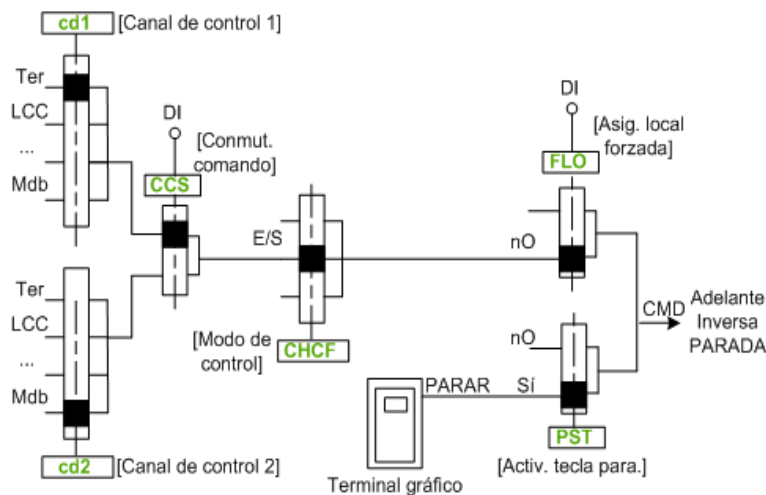 cd1 [Canal de control 1]
Ter
LCC
...
Mdb
DI
[Conmut.
comando]
CCS
Ter
LCC
...
Mdb
cd2 [Canal de control 2]
E/S
[Modo de
control]
CHCF
DI
[Asig. local
forzada]
FLO
nO
nO
PARAR Sí
PST
[Activ. tecla para.]
Terminal gráfico
CMD
Adelante
Inversa
PARADA